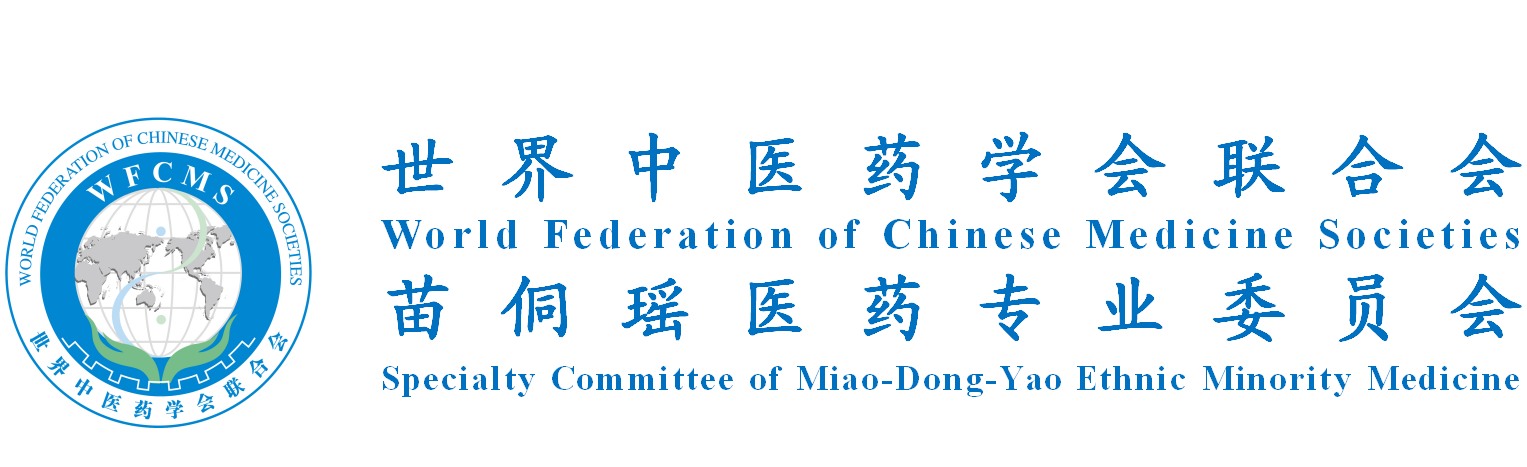 WORLD FEDERATION OF CHINESE MEDICINE SOCIETIES
WFCMS
世界中医药学会联合会
世界中医药学会联合会
World Federation of Chinese Medicine Societies
苗侗瑶医药专业委员会
Specialty Committee of Miao-Dong-Yao Ethnic Minority Medicine